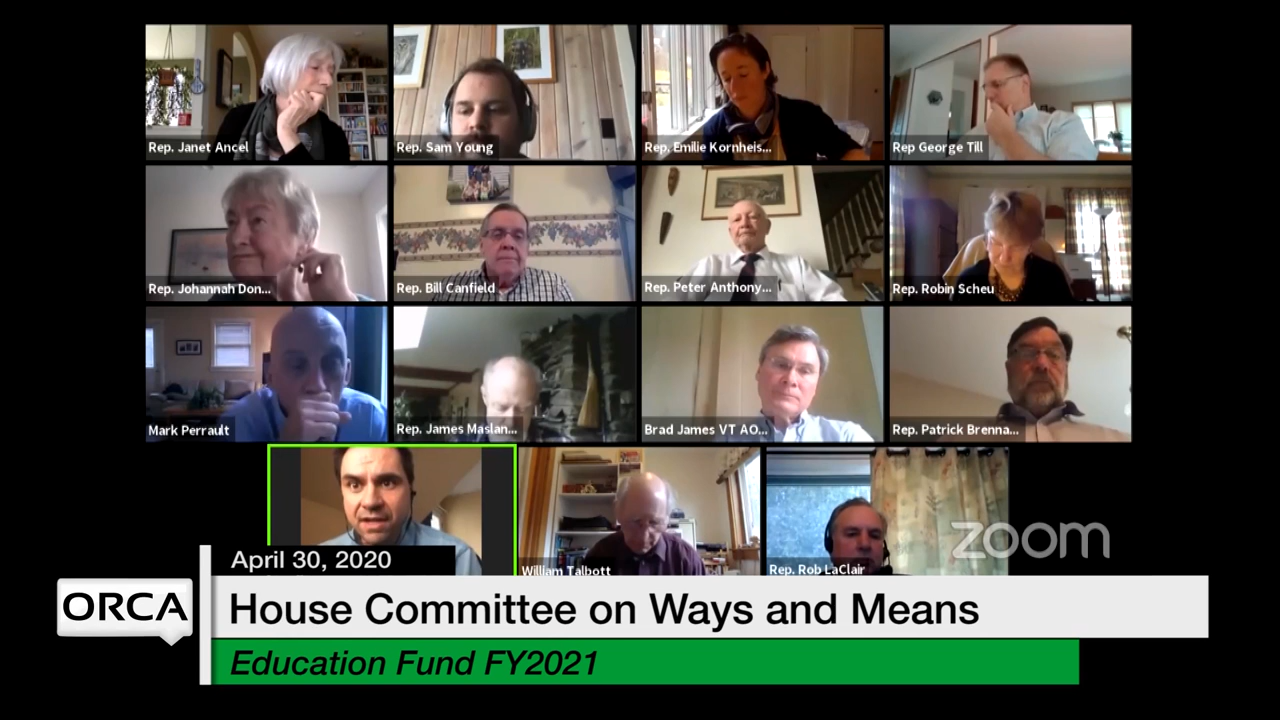 Rep. Janet Ancel
Rep. Sam Young
Rep. Emilie Kornheis...
Rep George Till
Rep. Johannah Don...
Rep. Bill Canfield
Rep. Peter Anthony...
Rep. Robin Scheu
Mark Perrault
Rep. James Maslan...
Brad James VT AO...
Rep. Patrick Brenna...
William Talbott
Rep. Rob LaClair
zoom
April 30, 2020
ORCA
House Committee on Ways and Means
Education Fund FY2021